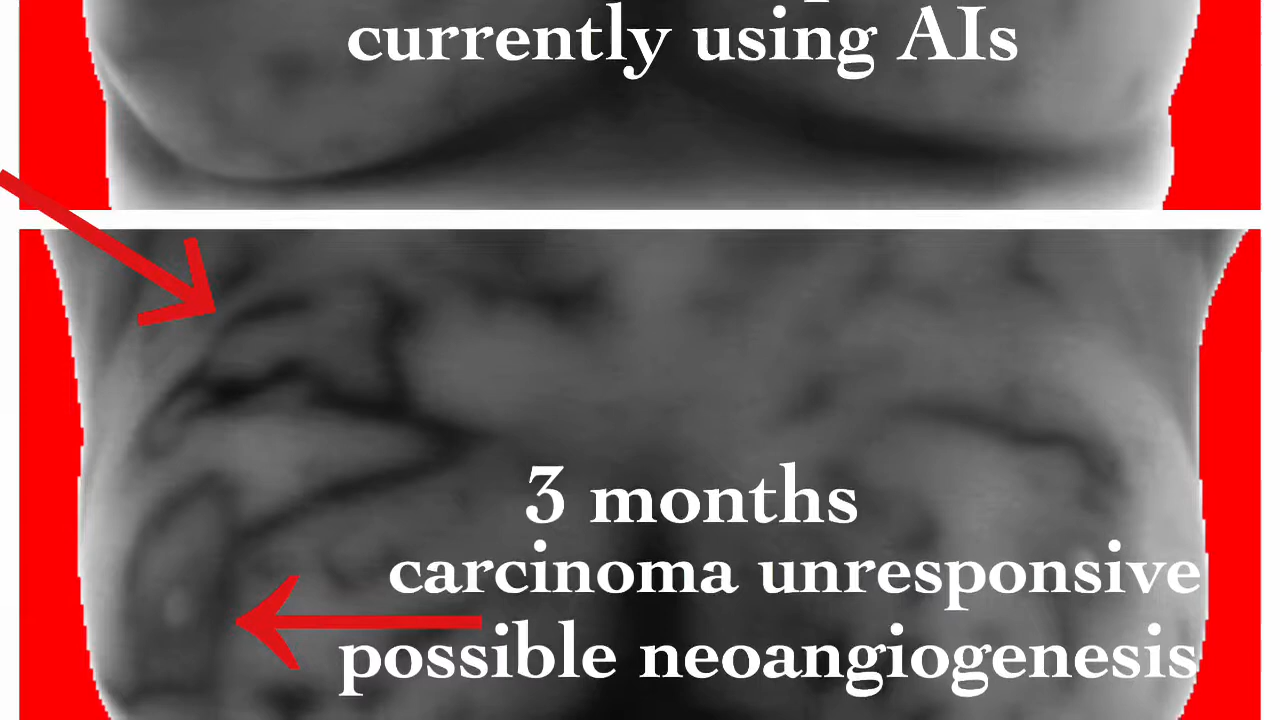 currently using AIs
3 months
carcinoma unresponsive
possible neoangiogenesis